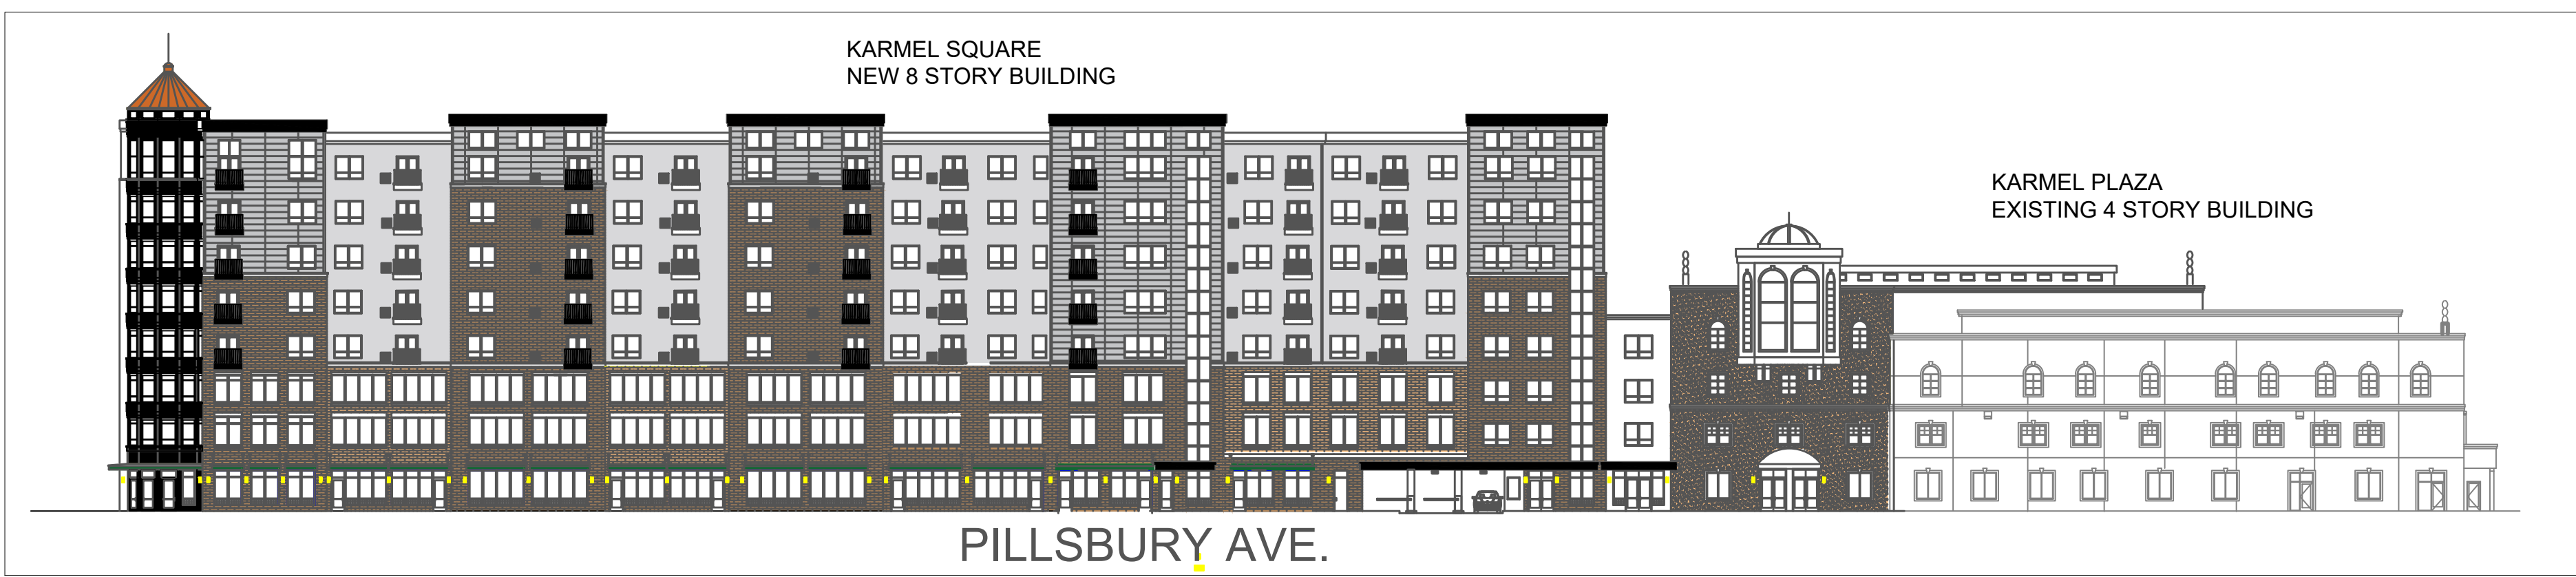 KARMEL SQUARE
NEW 8 STORY BUILDING
KARMEL PLAZA
EXISTING 4 STORY BUILDING
PILLSBURY AVE.